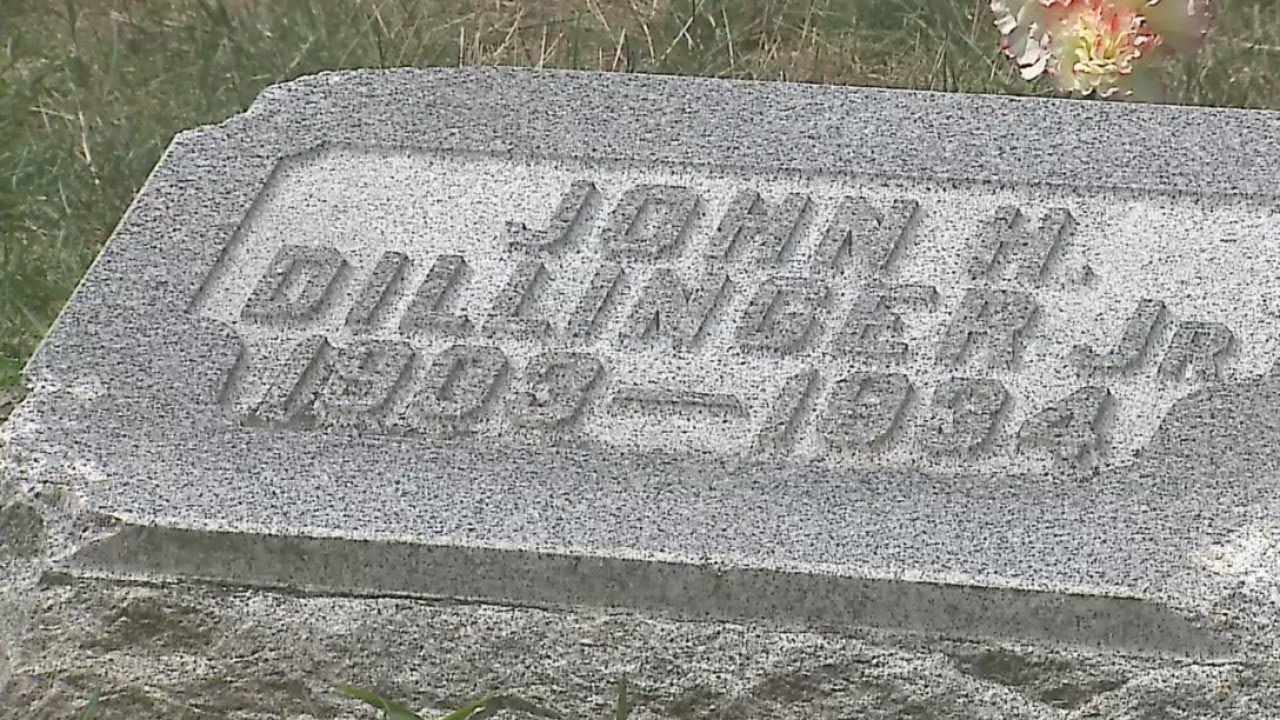 JOHN H.
DILLINGER JR
1903 — 1934